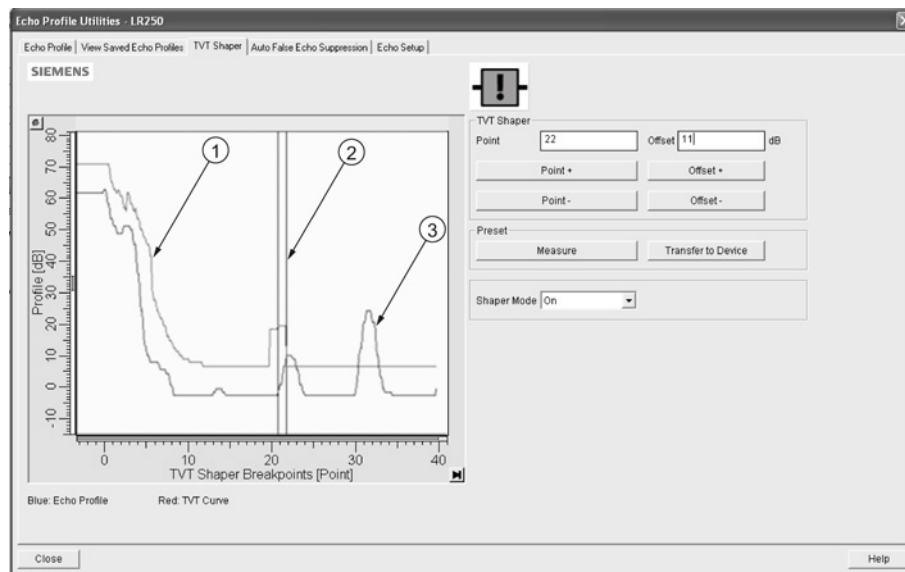 Echo Profile Utilities - LR250
Echo Profile View Saved Echo Profiles TVT Shaper Auto False Echo Suppression Echo Setup
SIEMENS
TVT Shaper
Point 22 Offset 11 dB
Point + Offset +
Point - Offset -
Preset
Measure Transfer to Device
Shaper Mode On
Profile [dB]
80
70
60
50
40
30
20
10
0
-10
1
2
3
0 10 20 30 40
TVT Shaper Breakpoints [Point]
Blue: Echo Profile Red: TVT Curve
Close Help